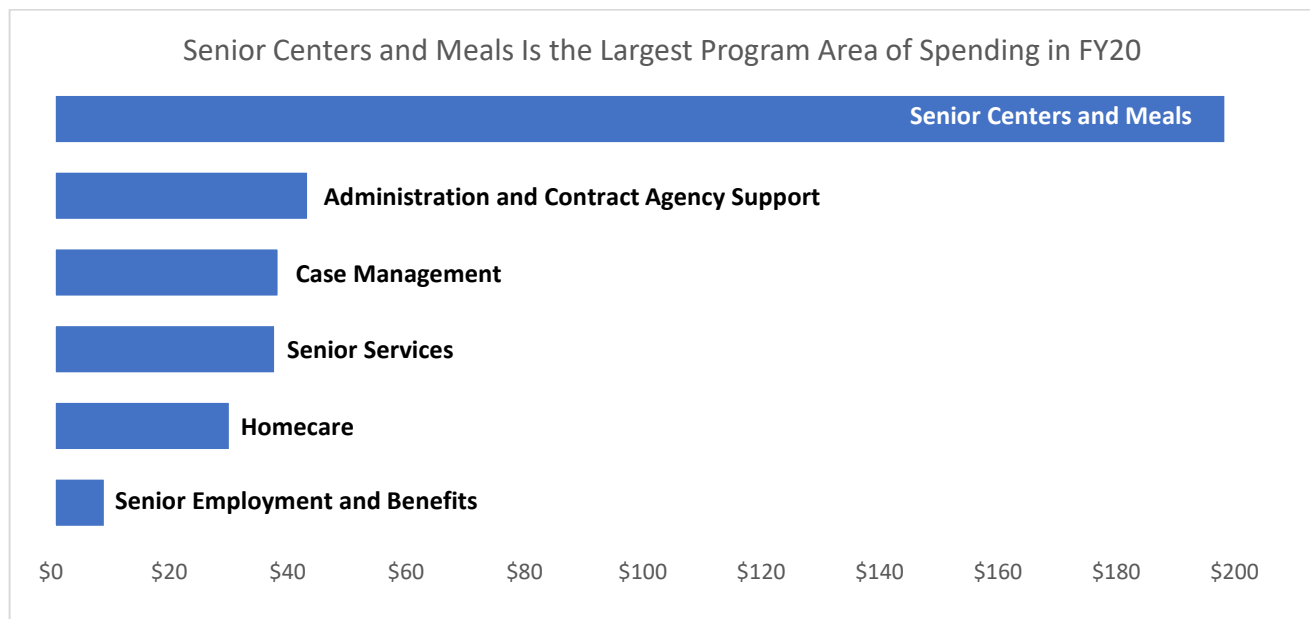 Senior Centers and Meals Is the Largest Program Area of Spending in FY20
Senior Centers and Meals
Administration and Contract Agency Support
Case Management
Senior Services
Homecare
Senior Employment and Benefits
$0 $20 $40 $60 $80 $100 $120 $140 $160 $180 $200